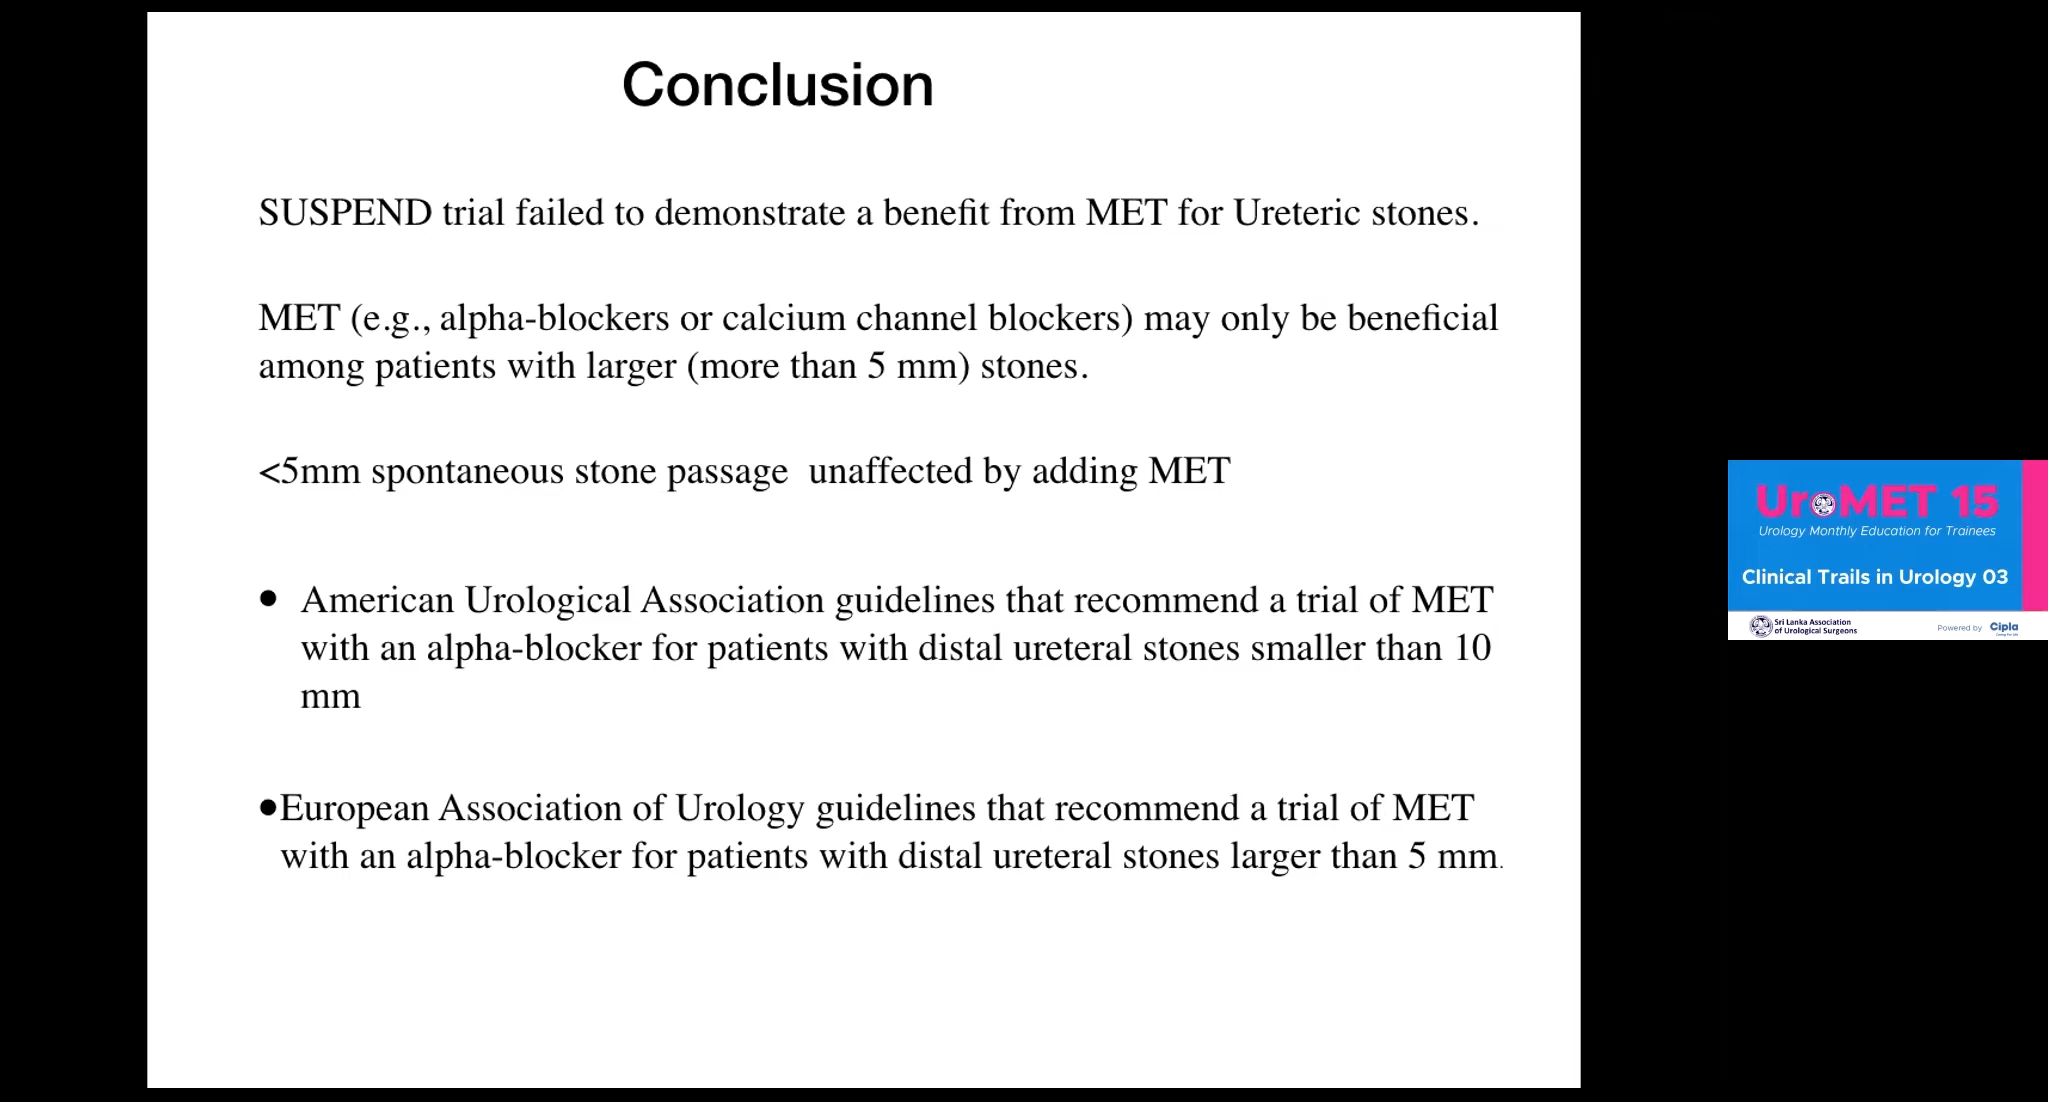 Conclusion
SUSPEND trial failed to demonstrate a benefit from MET for Ureteric stones.
MET (e.g., alpha-blockers or calcium channel blockers) may only be beneficial
among patients with larger (more than 5 mm) stones.
<5mm spontaneous stone passage  unaffected by adding MET
● American Urological Association guidelines that recommend a trial of MET
with an alpha-blocker for patients with distal ureteral stones smaller than 10
mm
●European Association of Urology guidelines that recommend a trial of MET
with an alpha-blocker for patients with distal ureteral stones larger than 5 mm.
UroMET 15
Urology Monthly Education for Trainees
Clinical Trails in Urology 03
Sri Lanka Association
of Urological Surgeons
Powered by Cipla